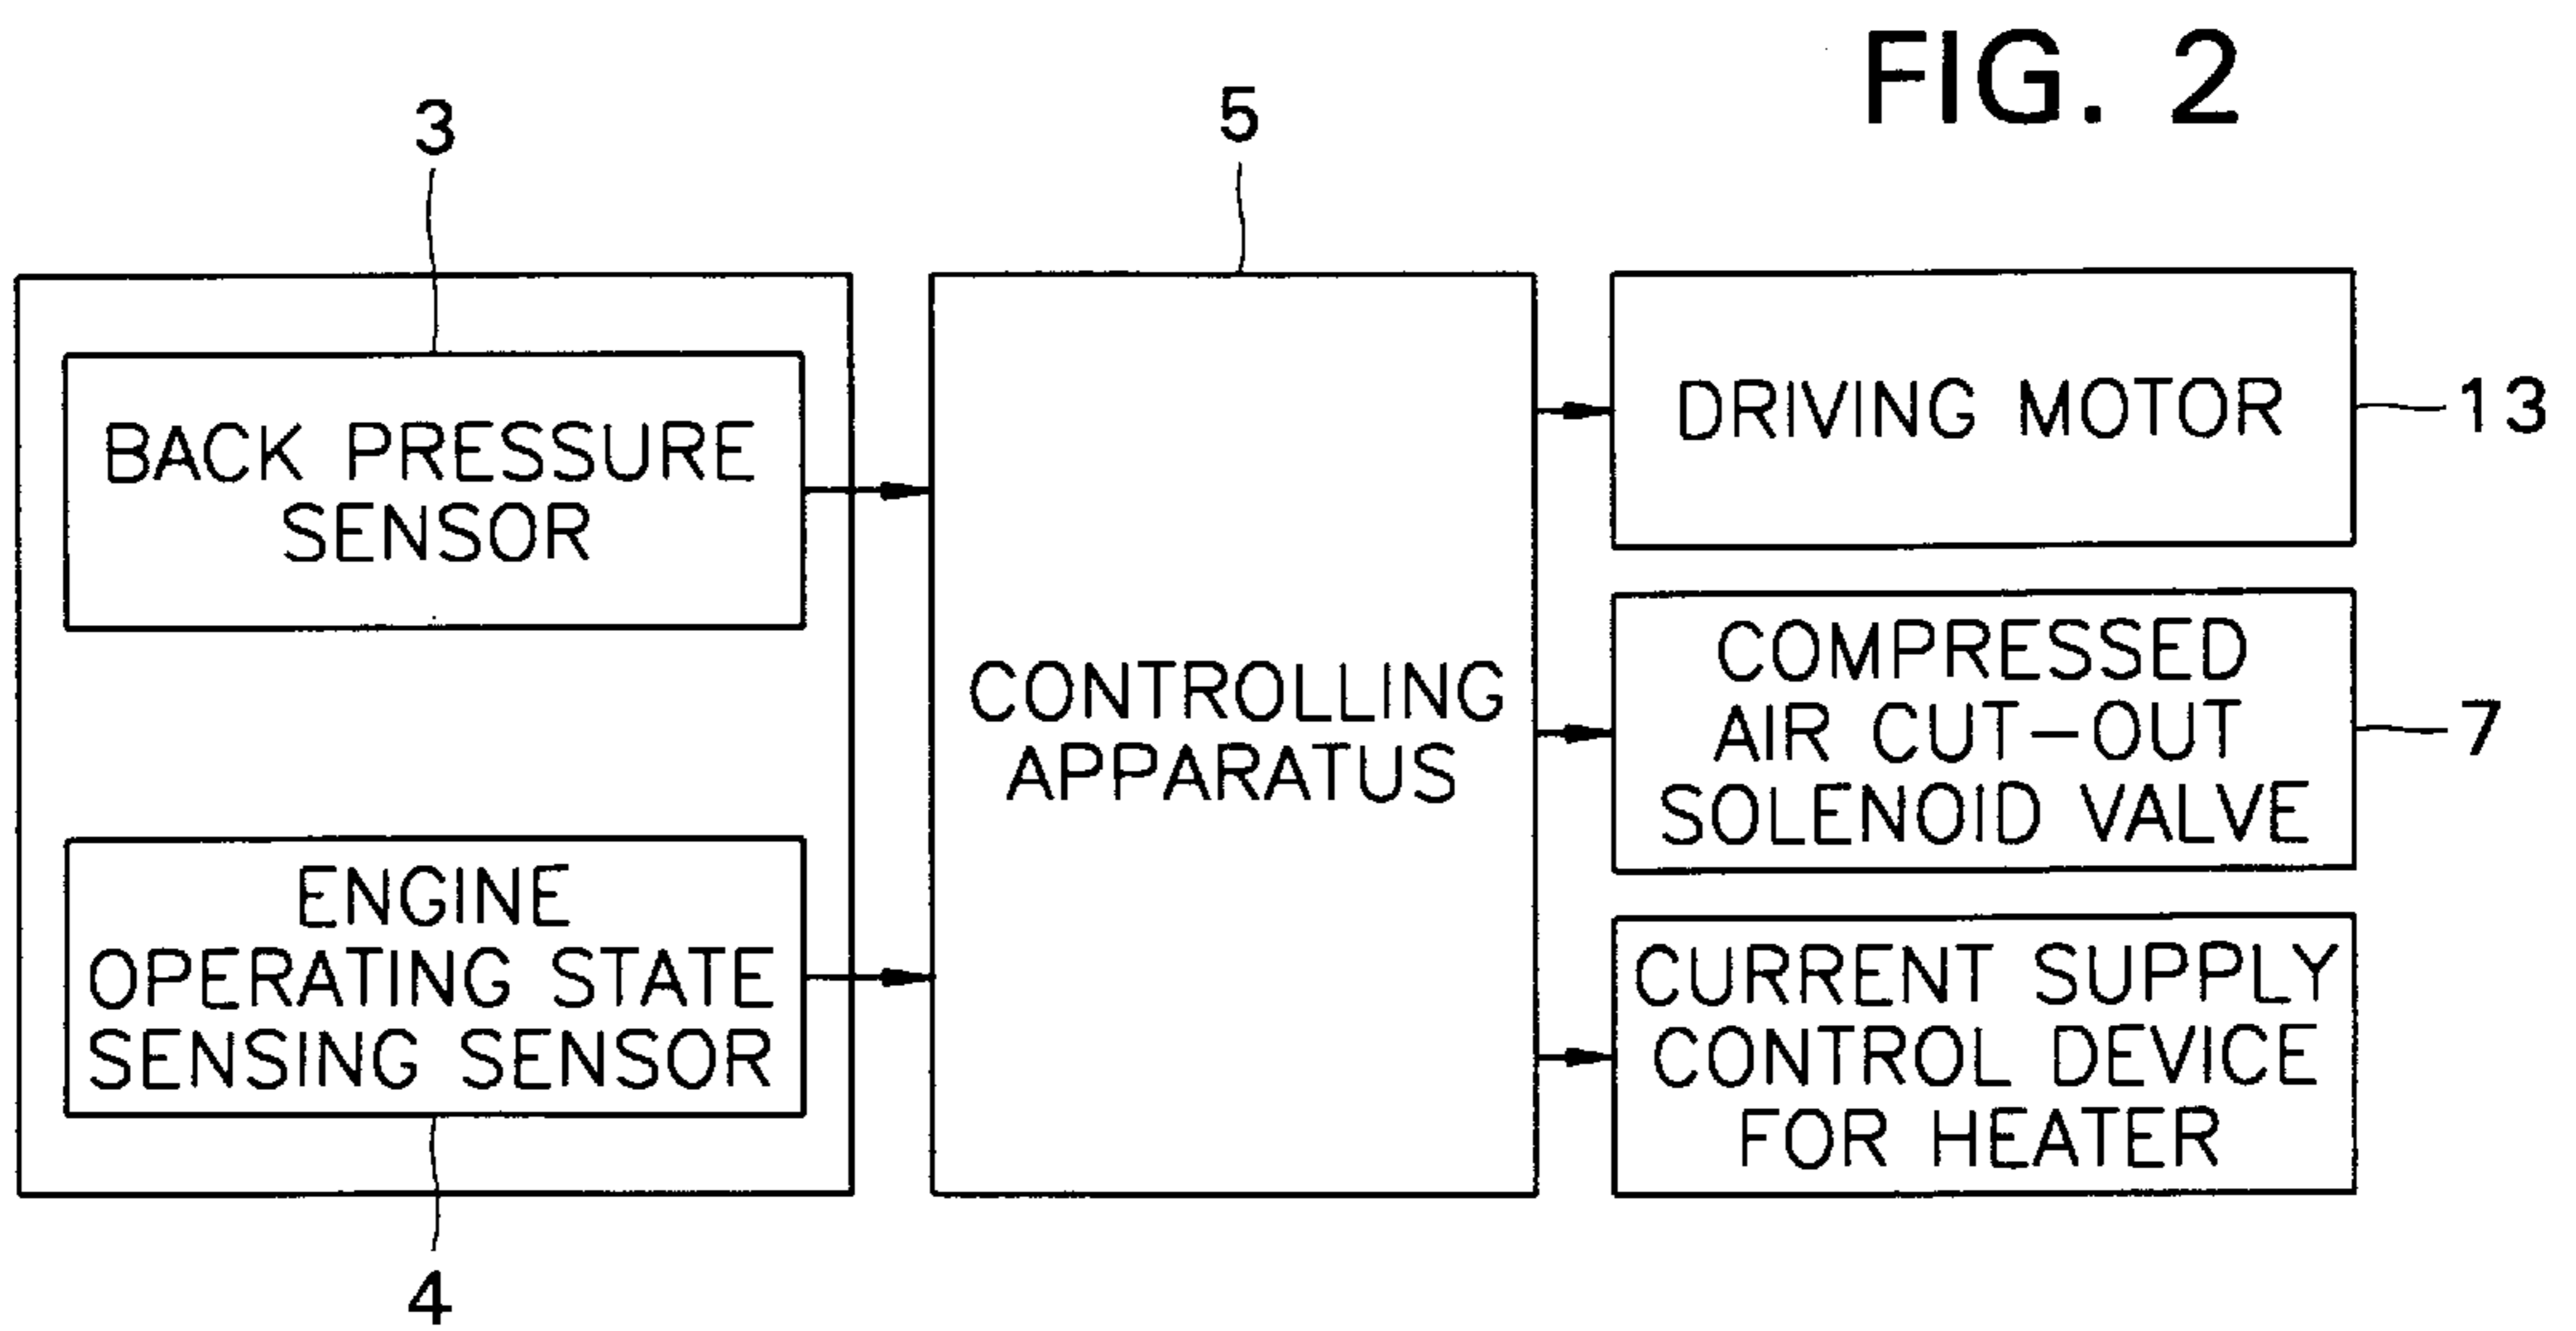 FIG. 2
3
5
BACK PRESSURE
SENSOR
ENGINE
OPERATING STATE
SENSING SENSOR
4
CONTROLLING
APPARATUS
DRIVING MOTOR
13
COMPRESSED
AIR CUT-OUT
SOLENOID VALVE
7
CURRENT SUPPLY
CONTROL DEVICE
FOR HEATER